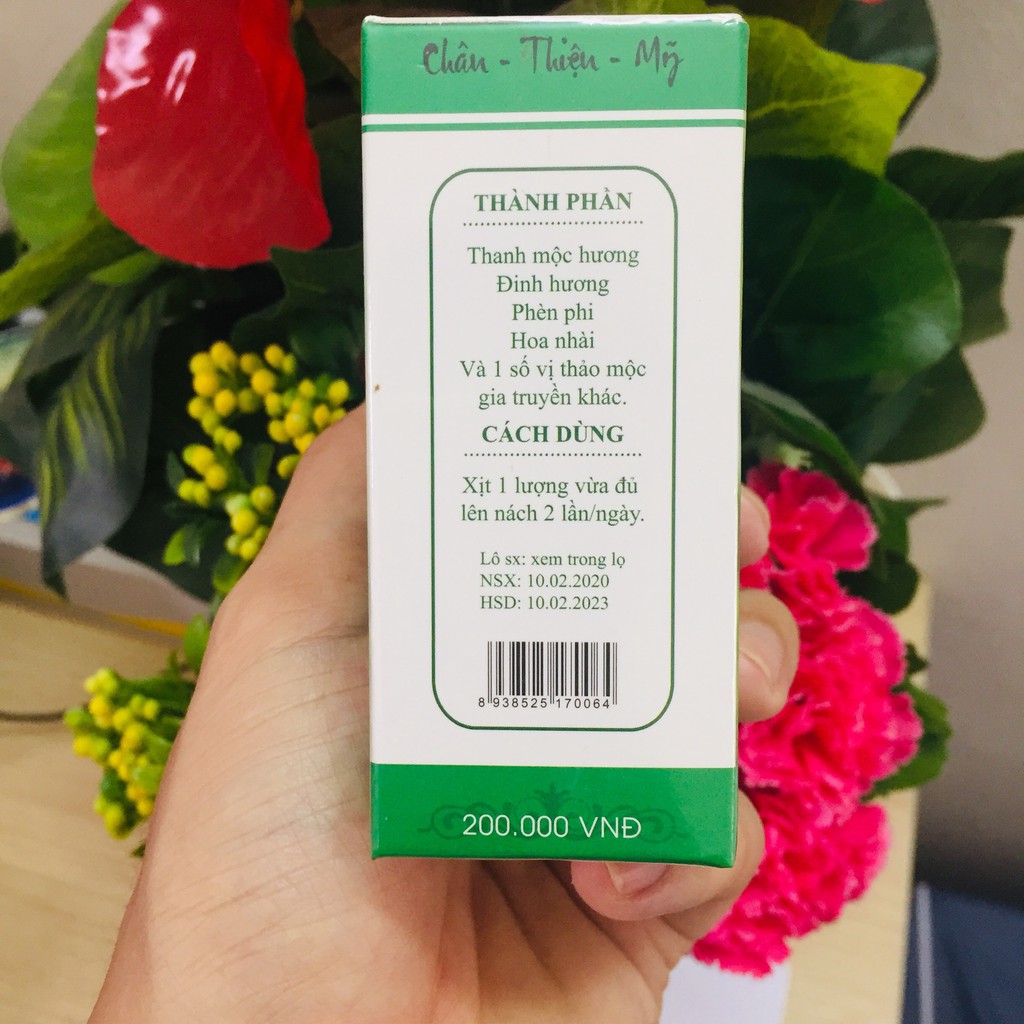 Chân - Thiện - Mỹ
THÀNH PHẦN
Thanh mộc hương
Đinh hương
Phèn phi
Hoa nhài
Và 1 số vị thảo mộc
gia truyền khác.
CÁCH DÙNG
Xịt 1 lượng vừa đủ
lên nách 2 lần/ngày.
Lô sx: xem trong lọ
NSX: 10.02.2020
HSD: 10.02.2023
8 938525 170064
200.000 VNĐ